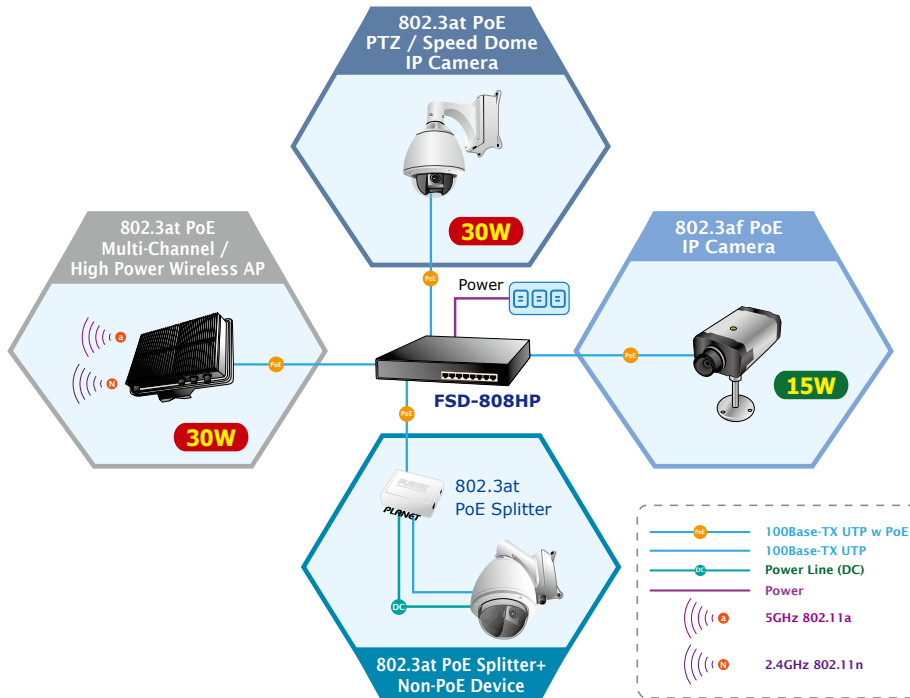 802.3at PoE
PTZ / Speed Dome
IP Camera
30W
802.3at PoE
Multi-Channel /
High Power Wireless AP
a
N
PoE
30W
PoE
Power
802.3af PoE
IP Camera
PoE
15W
FSD-808HP
PoE
PLANET
PLANET
802.3at
PoE Splitter
DC
802.3at PoE Splitter+
Non-PoE Device
PoE
100Base-TX UTP w PoE
100Base-TX UTP
DC
Power Line (DC)
Power
a
5GHz 802.11a
N
2.4GHz 802.11n